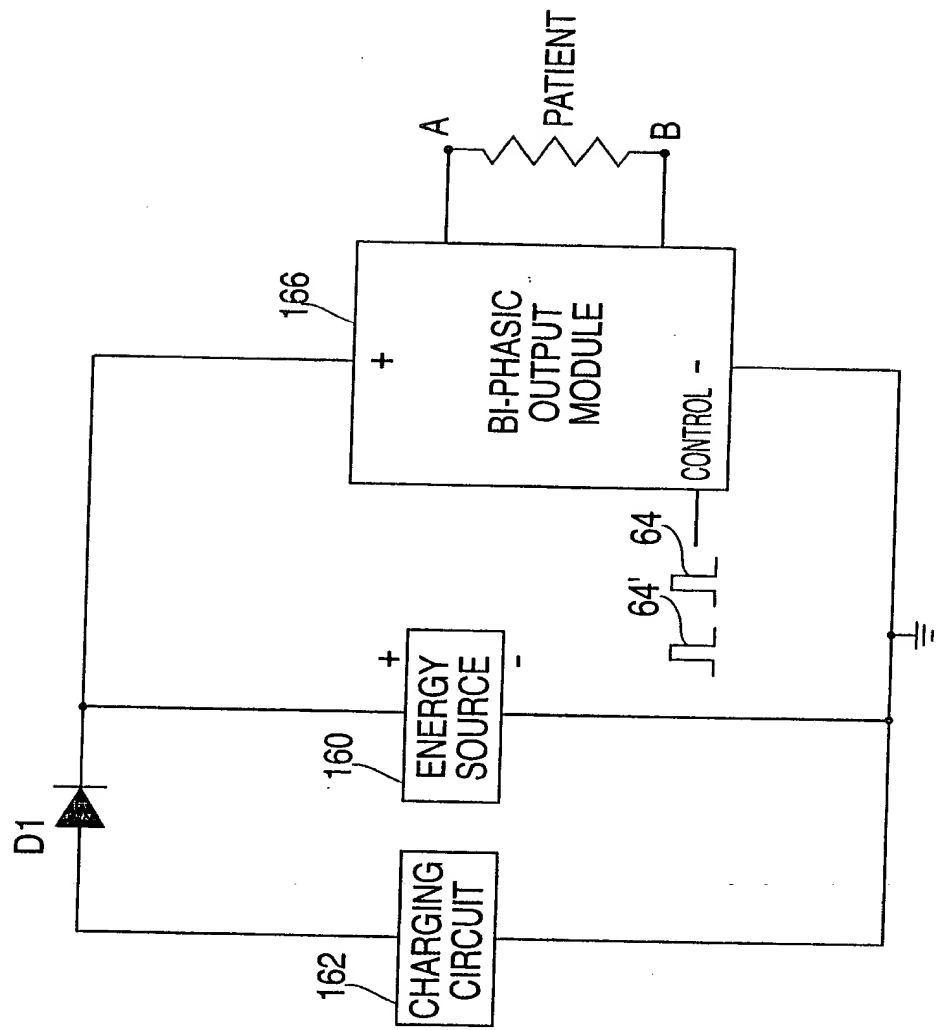 D1
162
CHARGING
CIRCUIT
160
ENERGY
SOURCE
+
-
64'
64
166
+
BI-PHASIC
OUTPUT
MODULE
CONTROL -
A
PATIENT
B